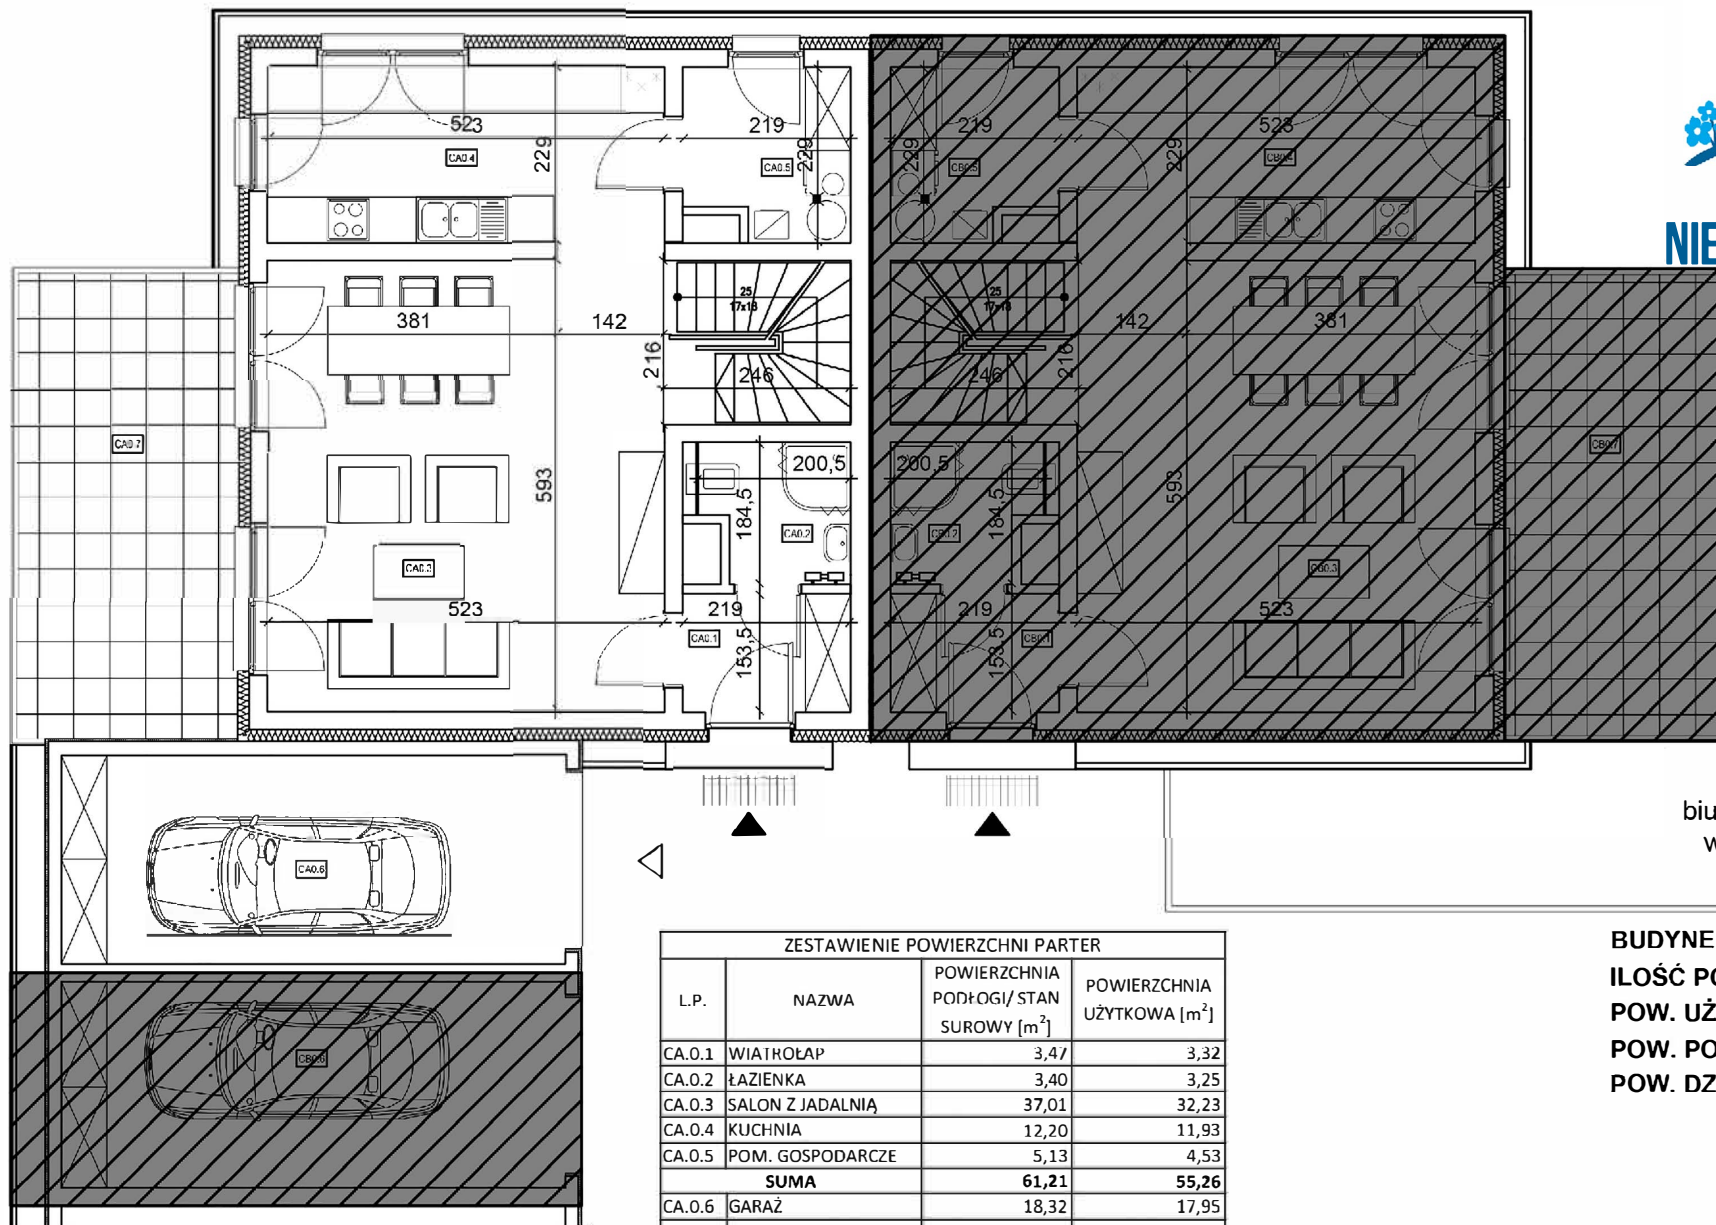 523
219
219
523
CA0.4
229
CA0.5
229
229
CB0.5
229
CB0.4
NIE
25
17x18
25
17x18
381
142
142
381
216
246
246
216
CA0.7
CB0.7
593
200,5
200,5
593
184,5
CA0.2
CB0.2
184,5
CA0.3
CB0.3
523
219
219
523
CA0.1
153,5
153,5
CB0.1
CA0.6
CB0.6
biu
w
ZESTAWIENIE POWIERZCHNI PARTER
L.P. NAZWA POWIERZCHNIA PODŁOGI/ STAN SUROWY [m²] POWIERZCHNIA UŻYTKOWA [m²]
CA.0.1 WIATROŁAP 3,47 3,32
CA.0.2 ŁAZIENKA 3,40 3,25
CA.0.3 SALON Z JADALNIĄ 37,01 32,23
CA.0.4 KUCHNIA 12,20 11,93
CA.0.5 POM. GOSPODARCZE 5,13 4,53
SUMA 61,21 55,26
CA.0.6 GARAŻ 18,32 17,95
BUDYNE
ILOŚĆ PO
POW. UŻ
POW. PO
POW. DZ